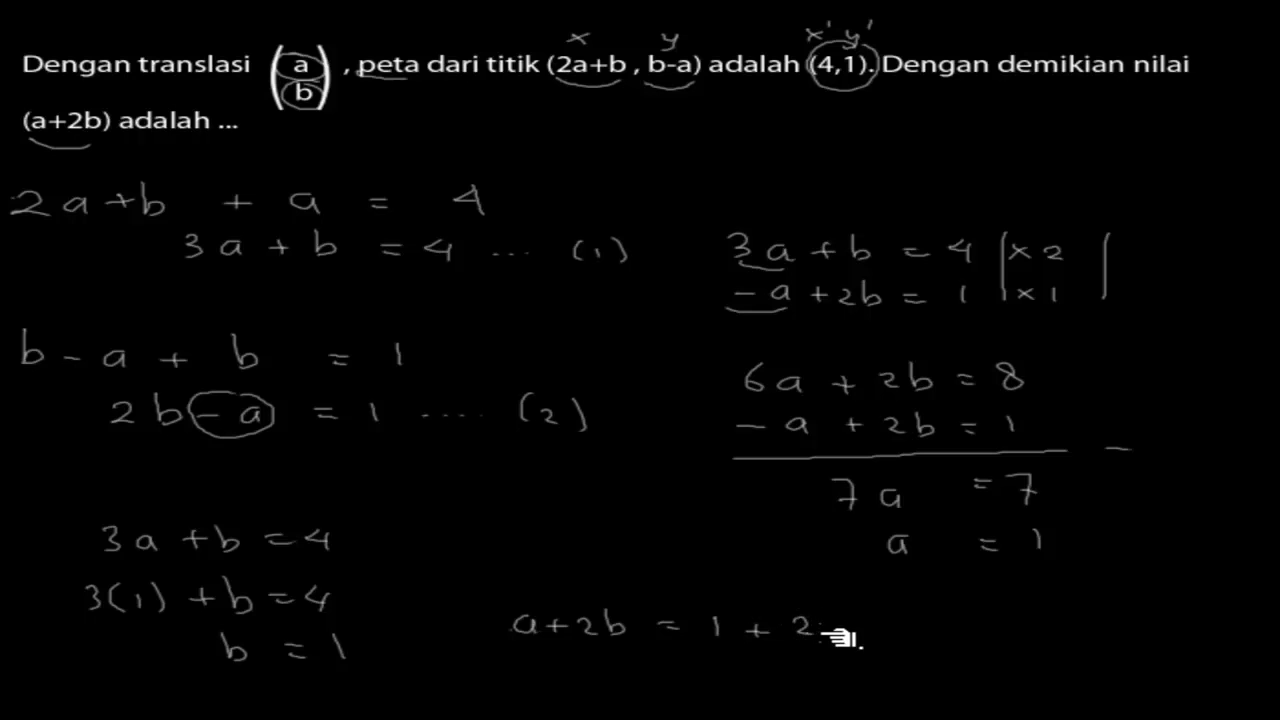 x y x' y'
Dengan translasi (a b) , peta dari titik (2a+b , b-a) adalah (4,1). Dengan demikian nilai
(a+2b) adalah ...
2a+b + a = 4
3a + b = 4 .... (1)
b - a + b = 1
2b - a = 1 ..... (2)
3a + b = 4 | x 2 |
- a + 2b = 1 | x 1 |
6a + 2b = 8
- a + 2b = 1 -
7a = 7
a = 1
3a + b = 4
3(1) + b = 4
b = 1
a + 2b = 1 + 2